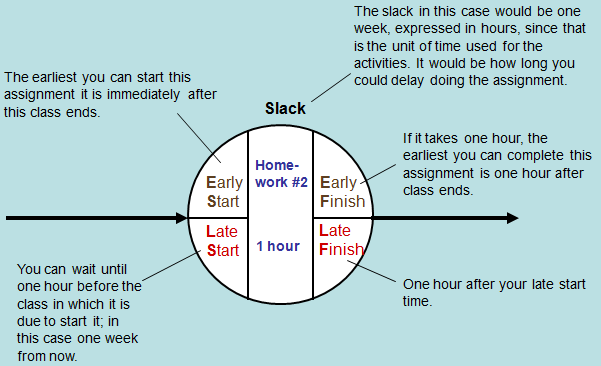 The slack in this case would be one
week, expressed in hours, since that
is the unit of time used for the
activities. It would be how long you
could delay doing the assignment.
The earliest you can start this
assignment it is immediately after
this class ends.
Slack
If it takes one hour, the
earliest you can complete this
assignment is one hour after
class ends.
Early
Start
Home-
work #2
Early
Finish
Late
Start
1 hour
Late
Finish
You can wait until
one hour before the
class in which it is
due to start it; in
this case one week
from now.
One hour after your late start
time.